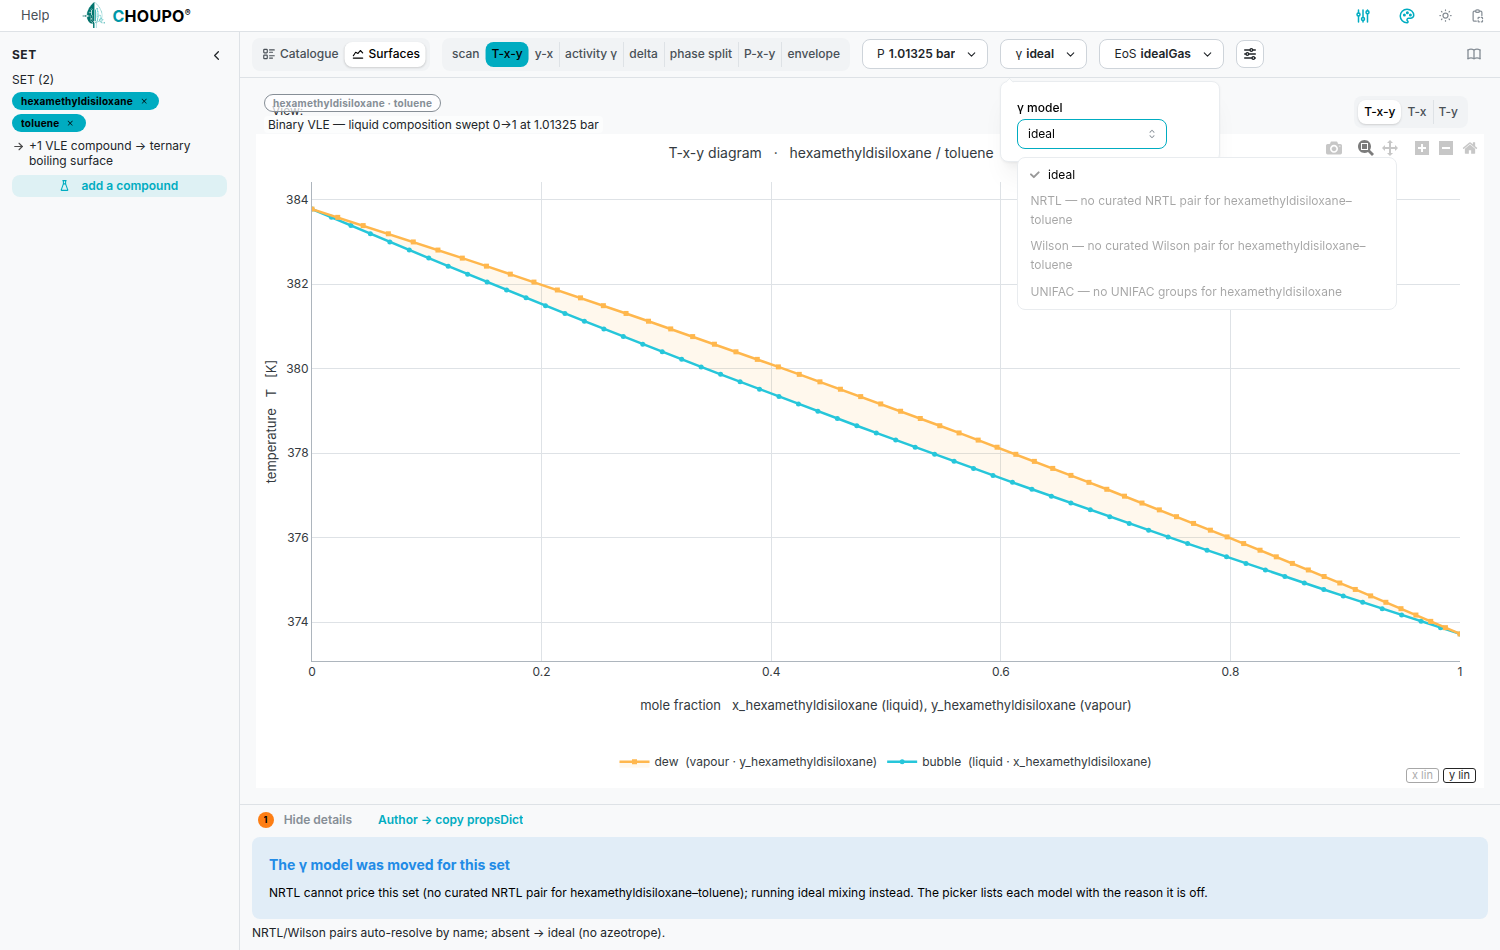 Help
CHOUPO®
SET
Catalogue
Surfaces
scan
T-x-y
y-x
activity γ
delta
phase split
P-x-y
envelope
P 1.01325 bar
γ ideal
EoS idealGas
SET (2)
hexamethyldisiloxane ×
toluene ×
→ +1 VLE compound → ternary
boiling surface
add a compound
hexamethyldisiloxane · toluene
View:
Binary VLE — liquid composition swept 0→1 at 1.01325 bar
γ model
ideal
T-x-y
T-x
T-y
T-x-y diagram · hexamethyldisiloxane / toluene
ideal
NRTL — no curated NRTL pair for hexamethyldisiloxane–
toluene
Wilson — no curated Wilson pair for hexamethyldisiloxane–
toluene
UNIFAC — no UNIFAC groups for hexamethyldisiloxane
384
382
380
378
376
374
temperature T [K]
0
0.2
0.4
0.6
0.8
1
mole fraction x_hexamethyldisiloxane (liquid), y_hexamethyldisiloxane (vapour)
dew (vapour · y_hexamethyldisiloxane)
bubble (liquid · x_hexamethyldisiloxane)
x lin
y lin
1
Hide details
Author → copy propsDict
The γ model was moved for this set
NRTL cannot price this set (no curated NRTL pair for hexamethyldisiloxane–toluene); running ideal mixing instead. The picker lists each model with the reason it is off.
NRTL/Wilson pairs auto-resolve by name; absent → ideal (no azeotrope).